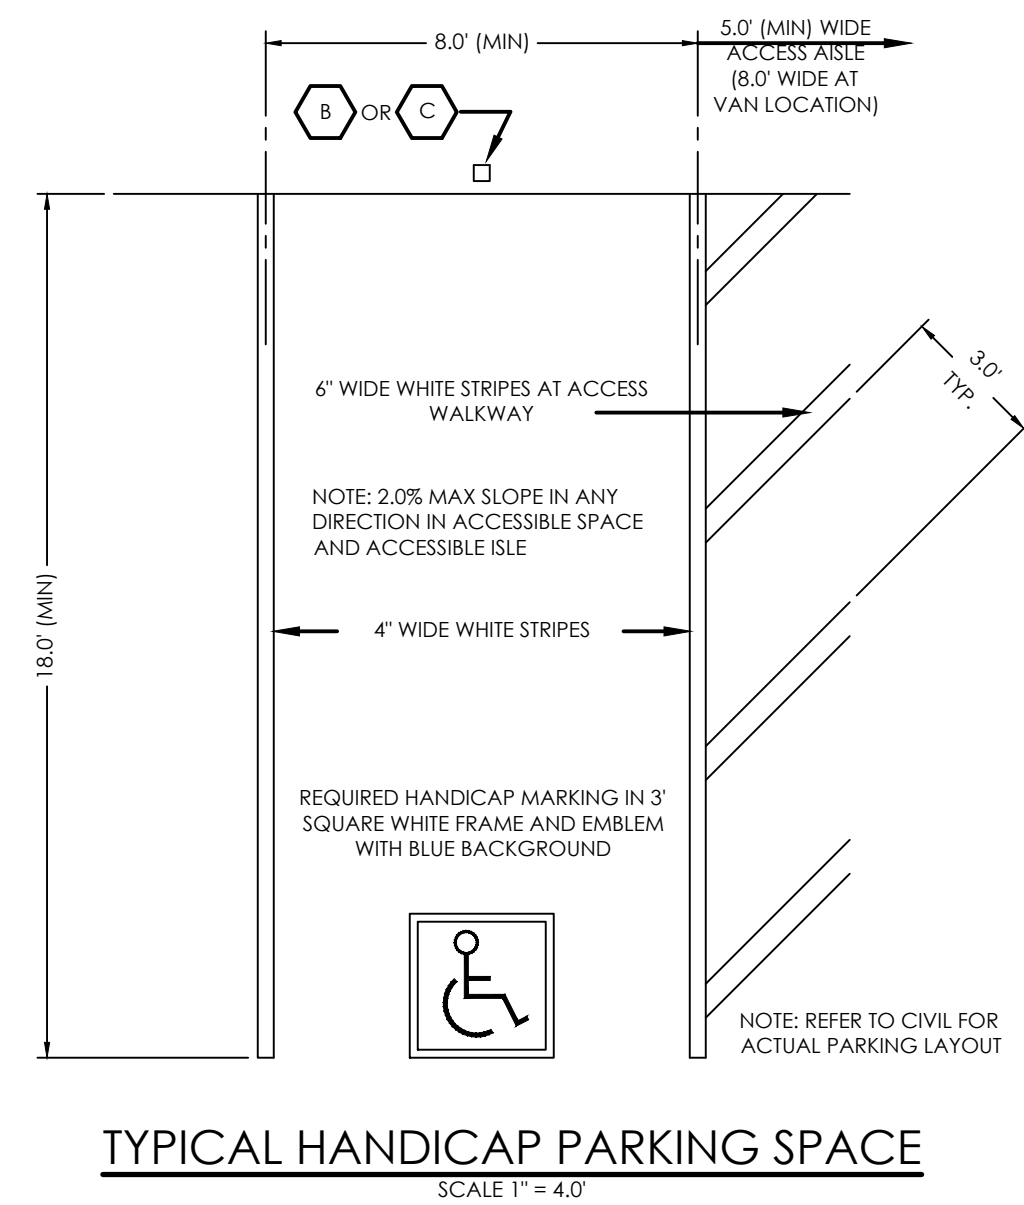 8.0' (MIN)
5.0' (MIN) WIDE
ACCESS AISLE
(8.0' WIDE AT
VAN LOCATION)
B OR C
3.0'
TYP.
6" WIDE WHITE STRIPES AT ACCESS
WALKWAY
NOTE: 2.0% MAX SLOPE IN ANY
DIRECTION IN ACCESSIBLE SPACE
AND ACCESSIBLE ISLE
18.0' (MIN)
4" WIDE WHITE STRIPES
REQUIRED HANDICAP MARKING IN 3'
SQUARE WHITE FRAME AND EMBLEM
WITH BLUE BACKGROUND
NOTE: REFER TO CIVIL FOR
ACTUAL PARKING LAYOUT
TYPICAL HANDICAP PARKING SPACE
SCALE 1" = 4.0'